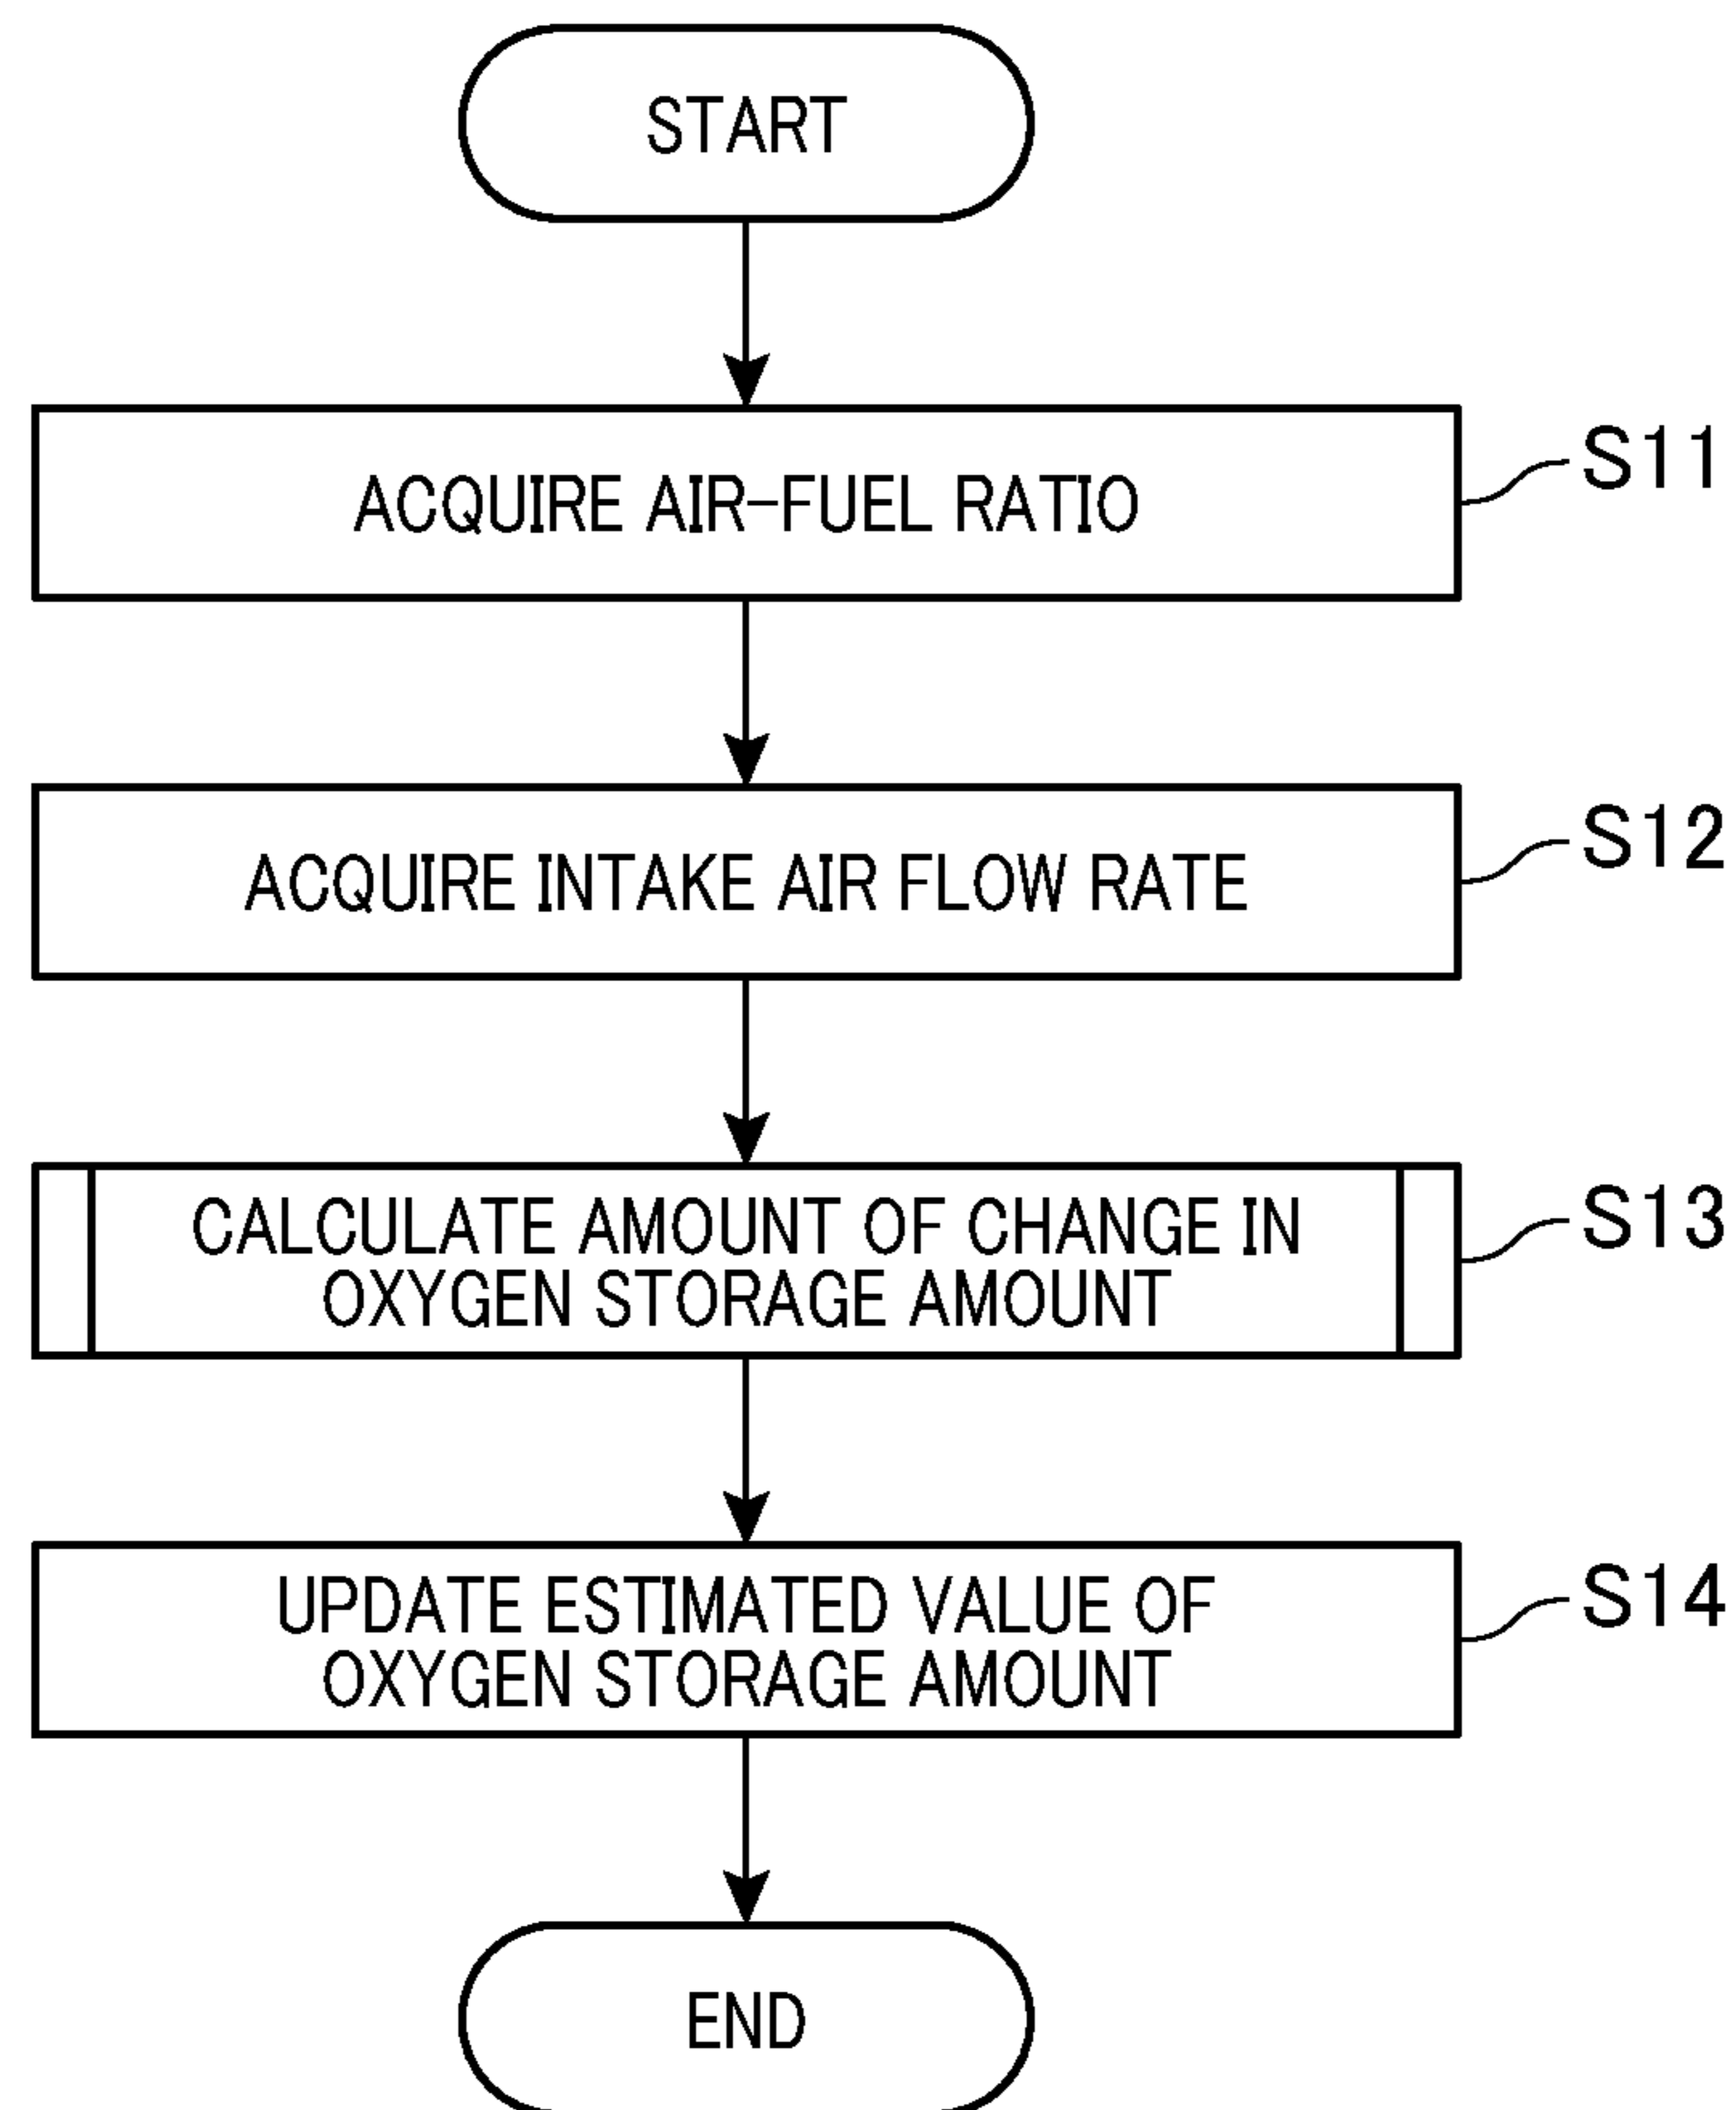 START
ACQUIRE AIR-FUEL RATIO
S11
ACQUIRE INTAKE AIR FLOW RATE
S12
CALCULATE AMOUNT OF CHANGE IN
OXYGEN STORAGE AMOUNT
S13
UPDATE ESTIMATED VALUE OF
OXYGEN STORAGE AMOUNT
S14
END